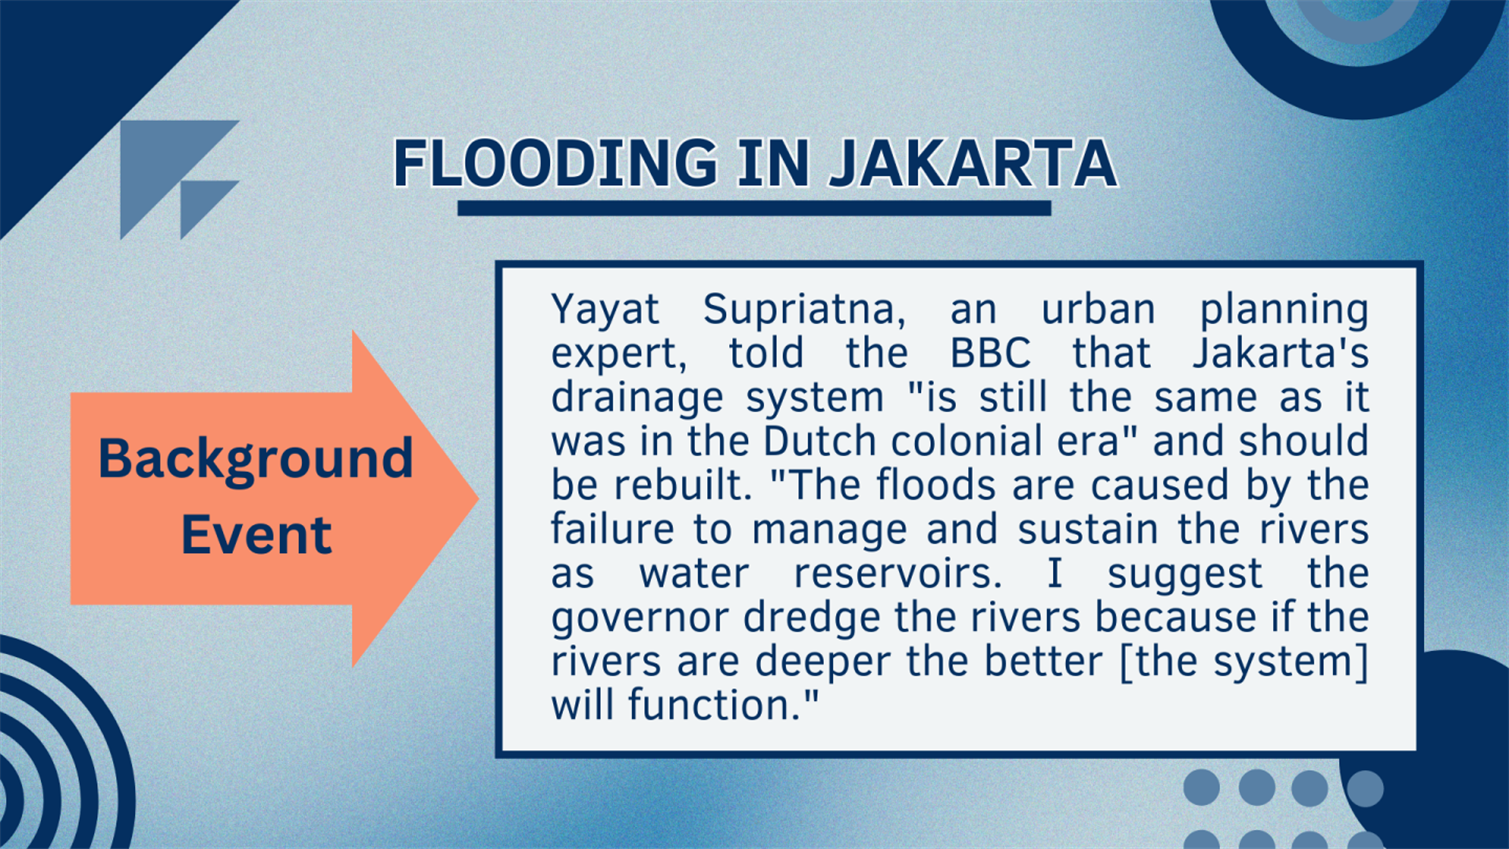 FLOODING IN JAKARTA
Background
Event
Yayat Supriatna, an urban planning
expert, told the BBC that Jakarta's
drainage system "is still the same as it
was in the Dutch colonial era" and should
be rebuilt. "The floods are caused by the
failure to manage and sustain the rivers
as water reservoirs. I suggest the
governor dredge the rivers because if the
rivers are deeper the better [the system]
will function."